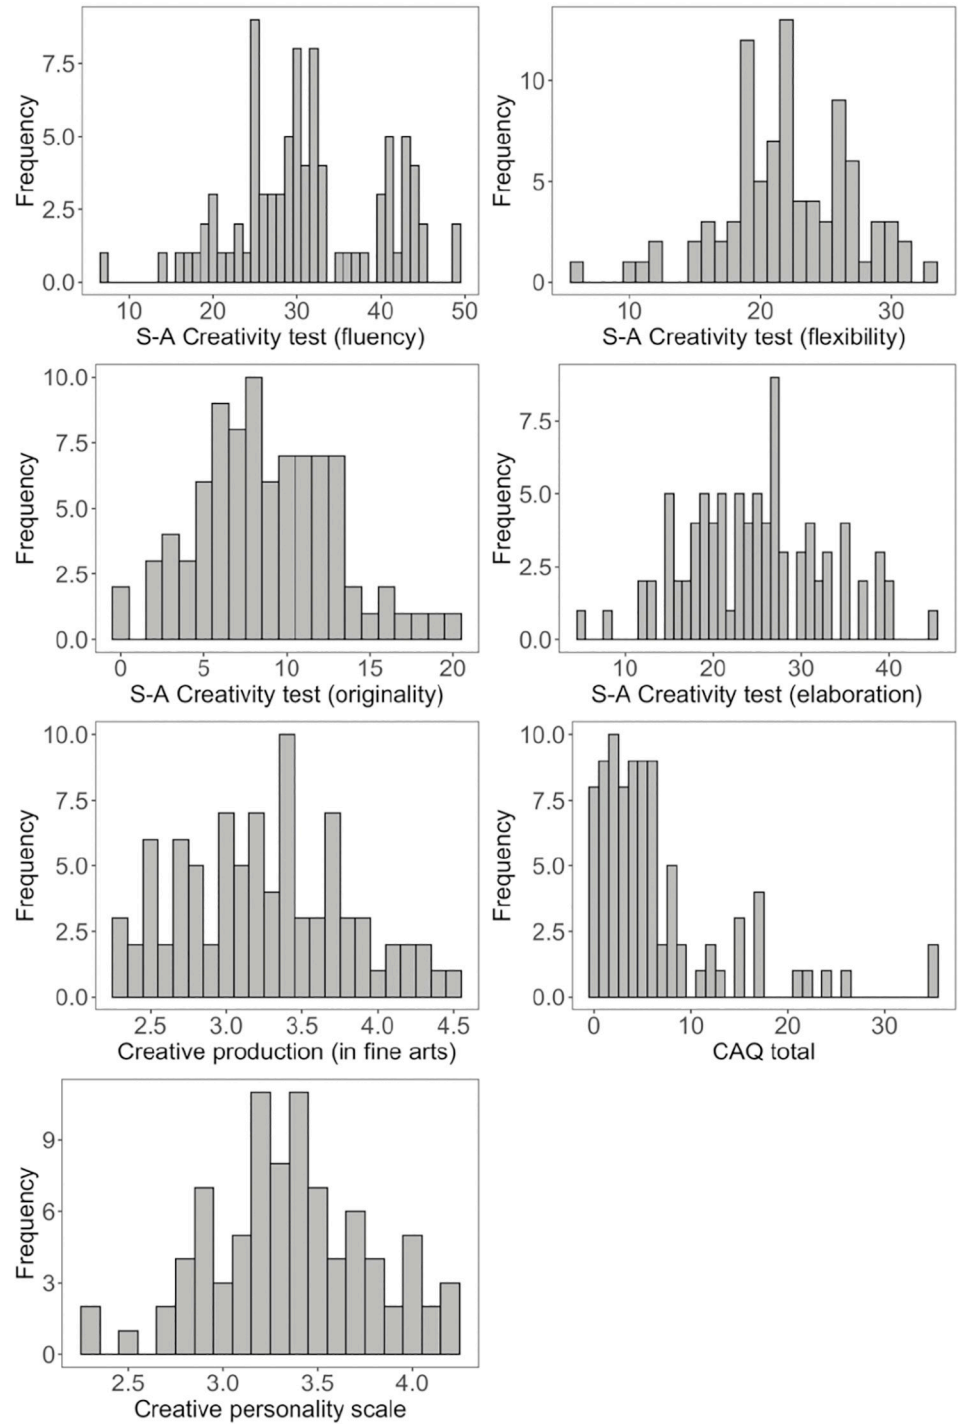 Frequency
7.5
5.0
2.5
0.0
10 20 30 40 50
S-A Creativity test (fluency)
Frequency
10
5
0
10 20 30
S-A Creativity test (flexibility)
Frequency
10.0
7.5
5.0
2.5
0.0
0 5 10 15 20
S-A Creativity test (originality)
Frequency
7.5
5.0
2.5
0.0
10 20 30 40
S-A Creativity test (elaboration)
Frequency
10.0
7.5
5.0
2.5
0.0
2.5 3.0 3.5 4.0 4.5
Creative production (in fine arts)
Frequency
10.0
7.5
5.0
2.5
0.0
0 10 20 30
CAQ total
Frequency
9
6
3
0
2.5 3.0 3.5 4.0
Creative personality scale